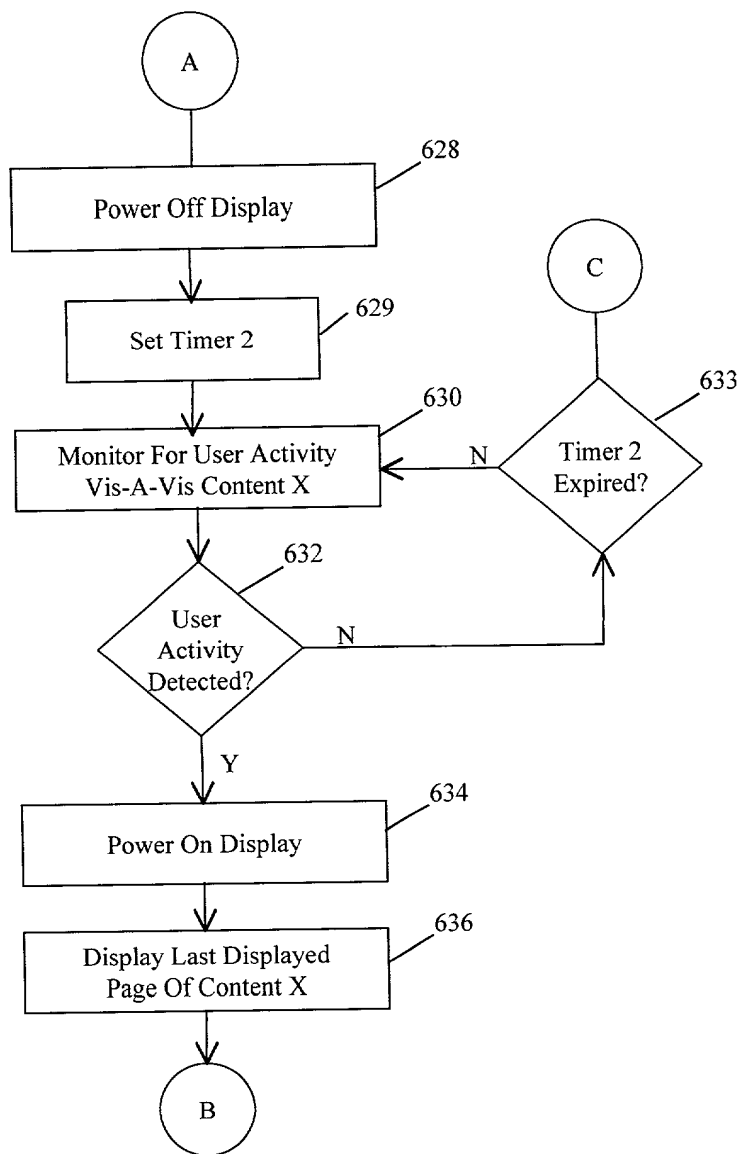 A
628
Power Off Display
C
629
Set Timer 2
630
633
Monitor For User Activity
Vis-A-Vis Content X
N
Timer 2
Expired?
632
User
Activity
Detected?
N
Y
634
Power On Display
636
Display Last Displayed
Page Of Content X
B